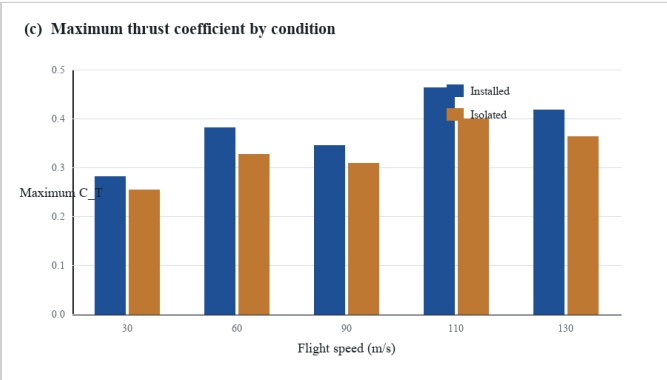 (c) Maximum thrust coefficient by condition
0.5
Installed
Isolated
0.4
0.3
Maximum C_T
0.2
0.1
0.0
30 60 90 110 130
Flight speed (m/s)